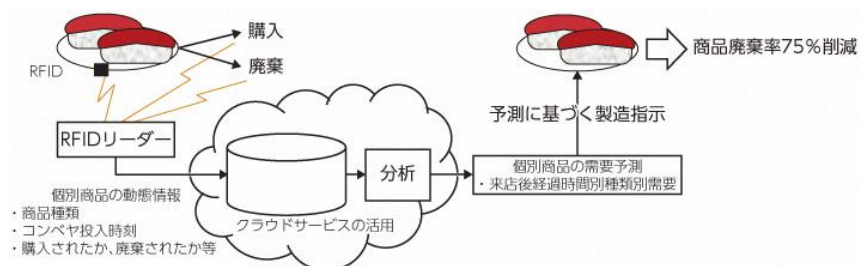 購入
廃棄
RFID
RFIDリーダー
個別商品の動態情報
・商品種類
・コンベヤ投入時刻
・購入されたか、廃棄されたか等
分析
クラウドサービスの活用
個別商品の需要予測
・来店後経過時間別種類別需要
予測に基づく製造指示
商品廃棄率75%削減